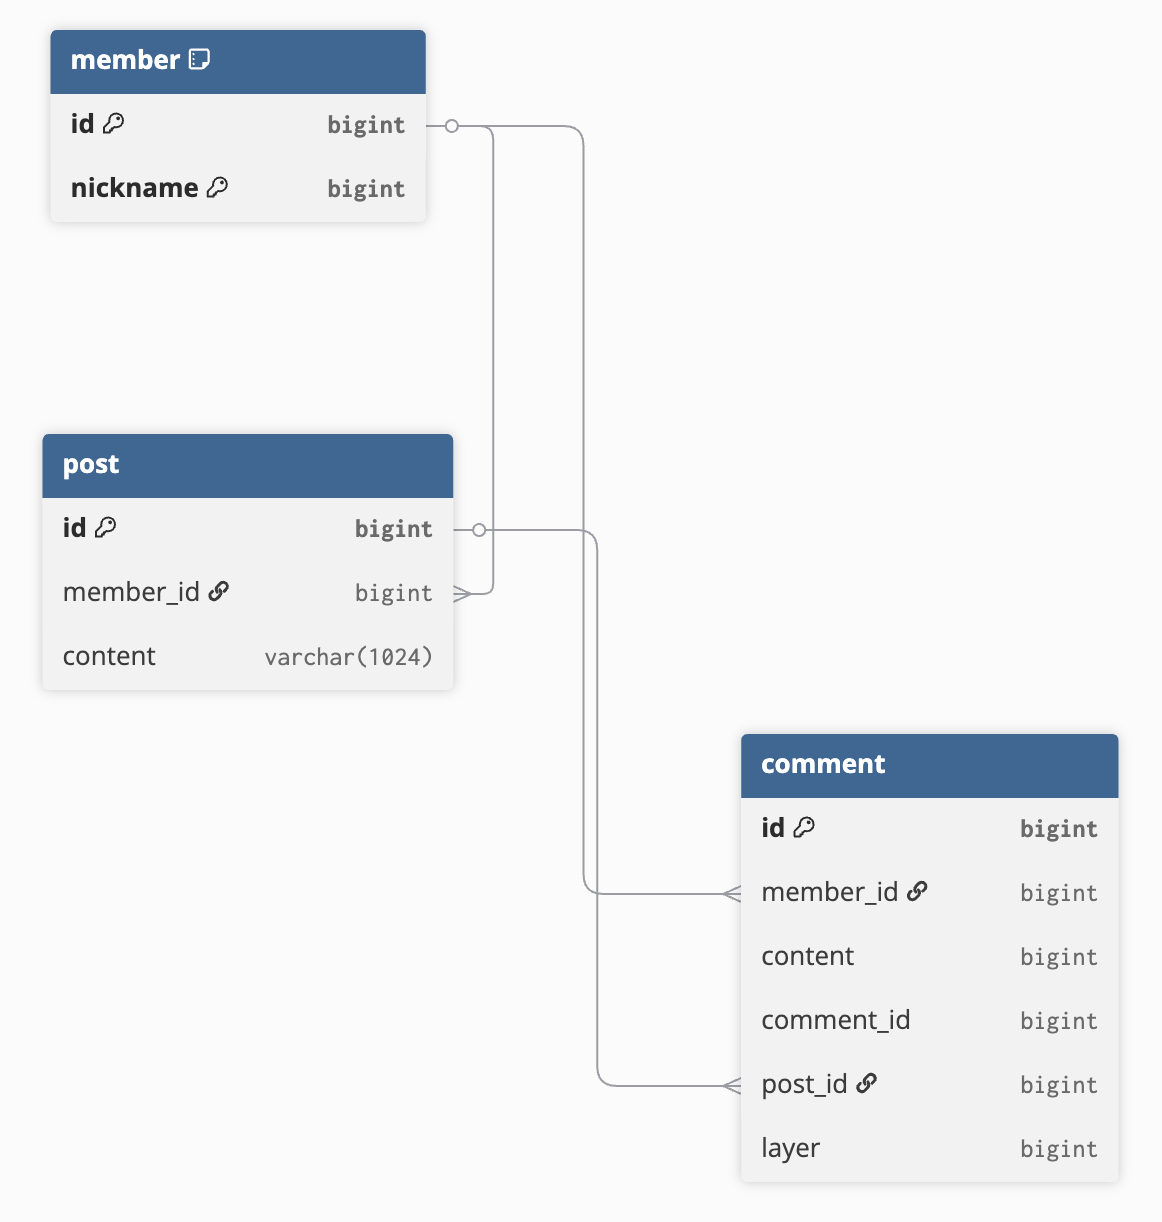 member
id bigint
nickname bigint
post
id bigint
member_id bigint
content varchar(1024)
comment
id bigint
member_id bigint
content bigint
comment_id bigint
post_id bigint
layer bigint